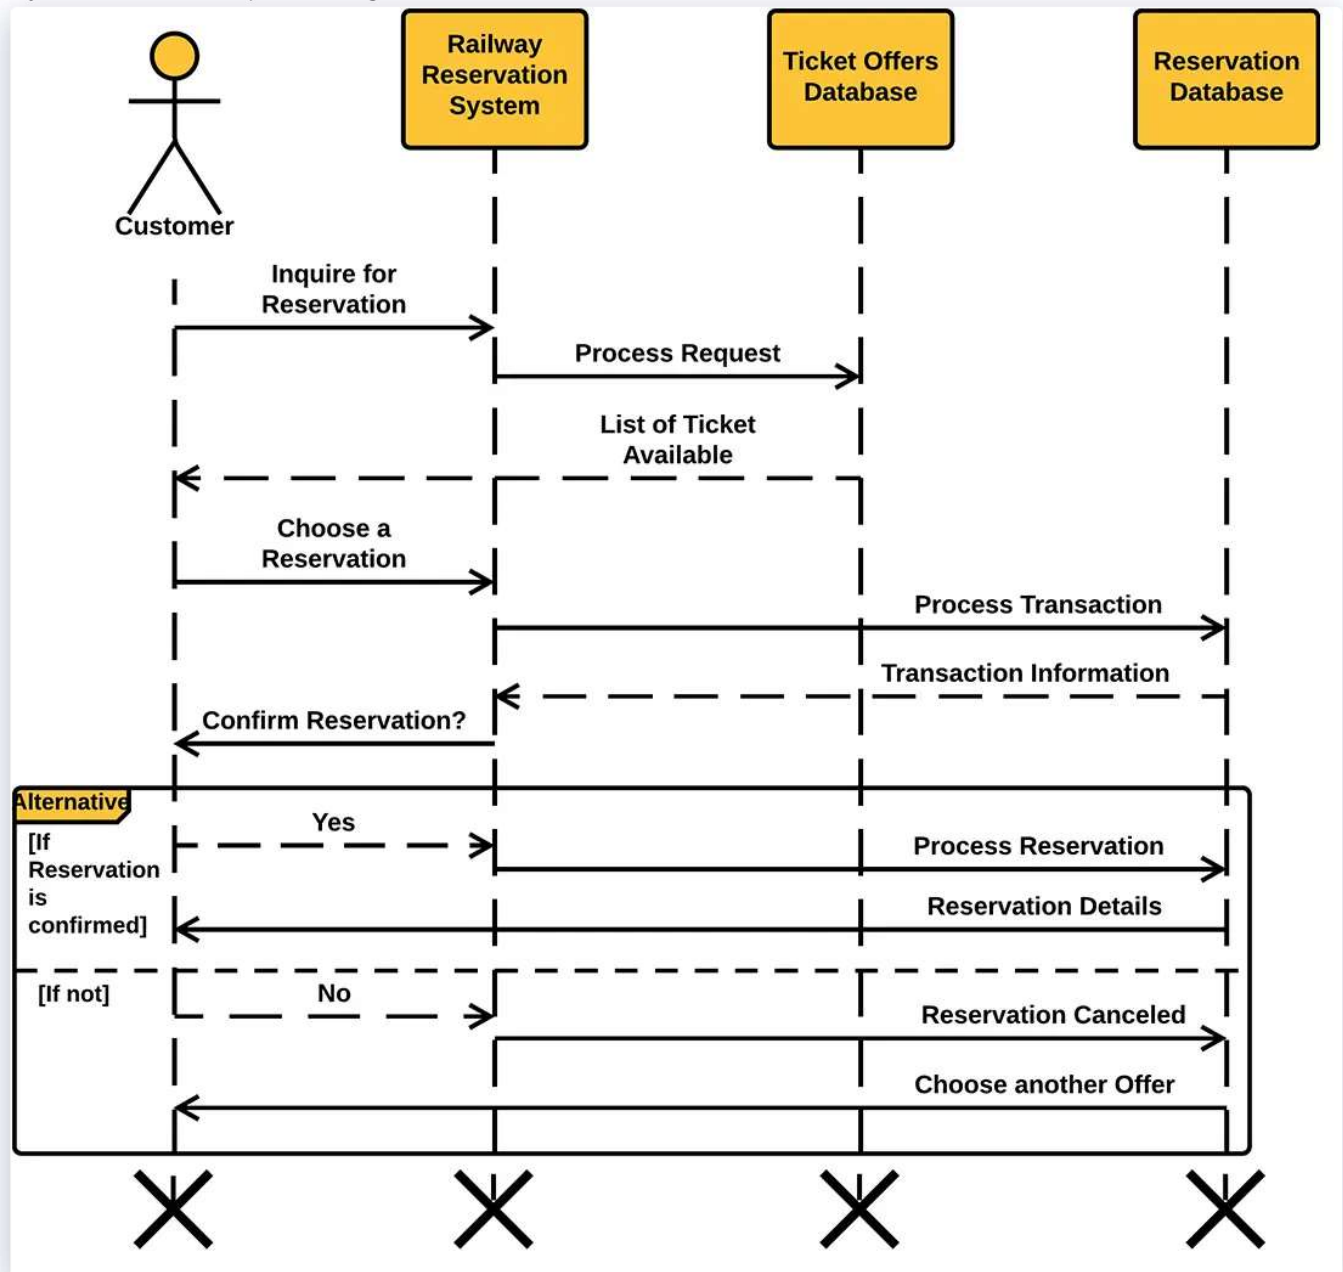 Railway
Reservation
System
Ticket Offers
Database
Reservation
Database
Customer
Inquire for
Reservation
Process Request
List of Ticket
Available
Choose a
Reservation
Process Transaction
Transaction Information
Confirm Reservation?
Alternative
[If
Reservation
is
confirmed]
Yes
Process Reservation
Reservation Details
[If not]
No
Reservation Canceled
Choose another Offer